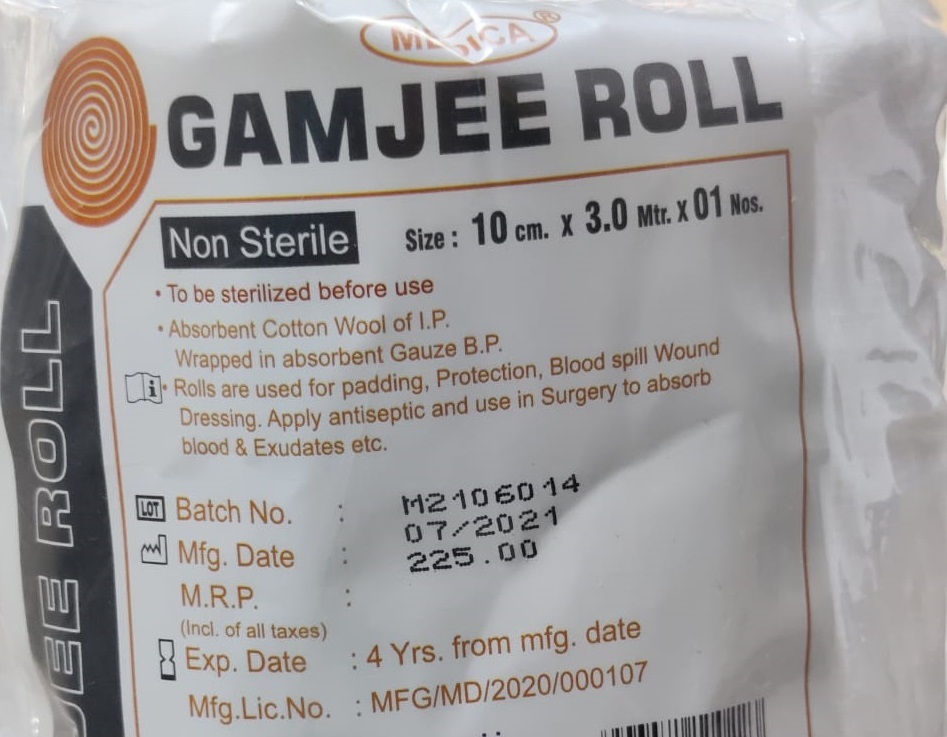 MEDICA®
GAMJEE ROLL
Non Sterile
Size : 10 cm. x 3.0 Mtr. x 01 Nos.
• To be sterilized before use
• Absorbent Cotton Wool of I.P.
Wrapped in absorbent Gauze B.P.
• Rolls are used for padding, Protection, Blood spill Wound
Dressing. Apply antiseptic and use in Surgery to absorb
blood & Exudates etc.
LOT Batch No. : M2106014
Mfg. Date : 07/2021
M.R.P. : 225.00
(Incl. of all taxes)
Exp. Date : 4 Yrs. from mfg. date
Mfg.Lic.No. : MFG/MD/2020/000107
JEE ROLL